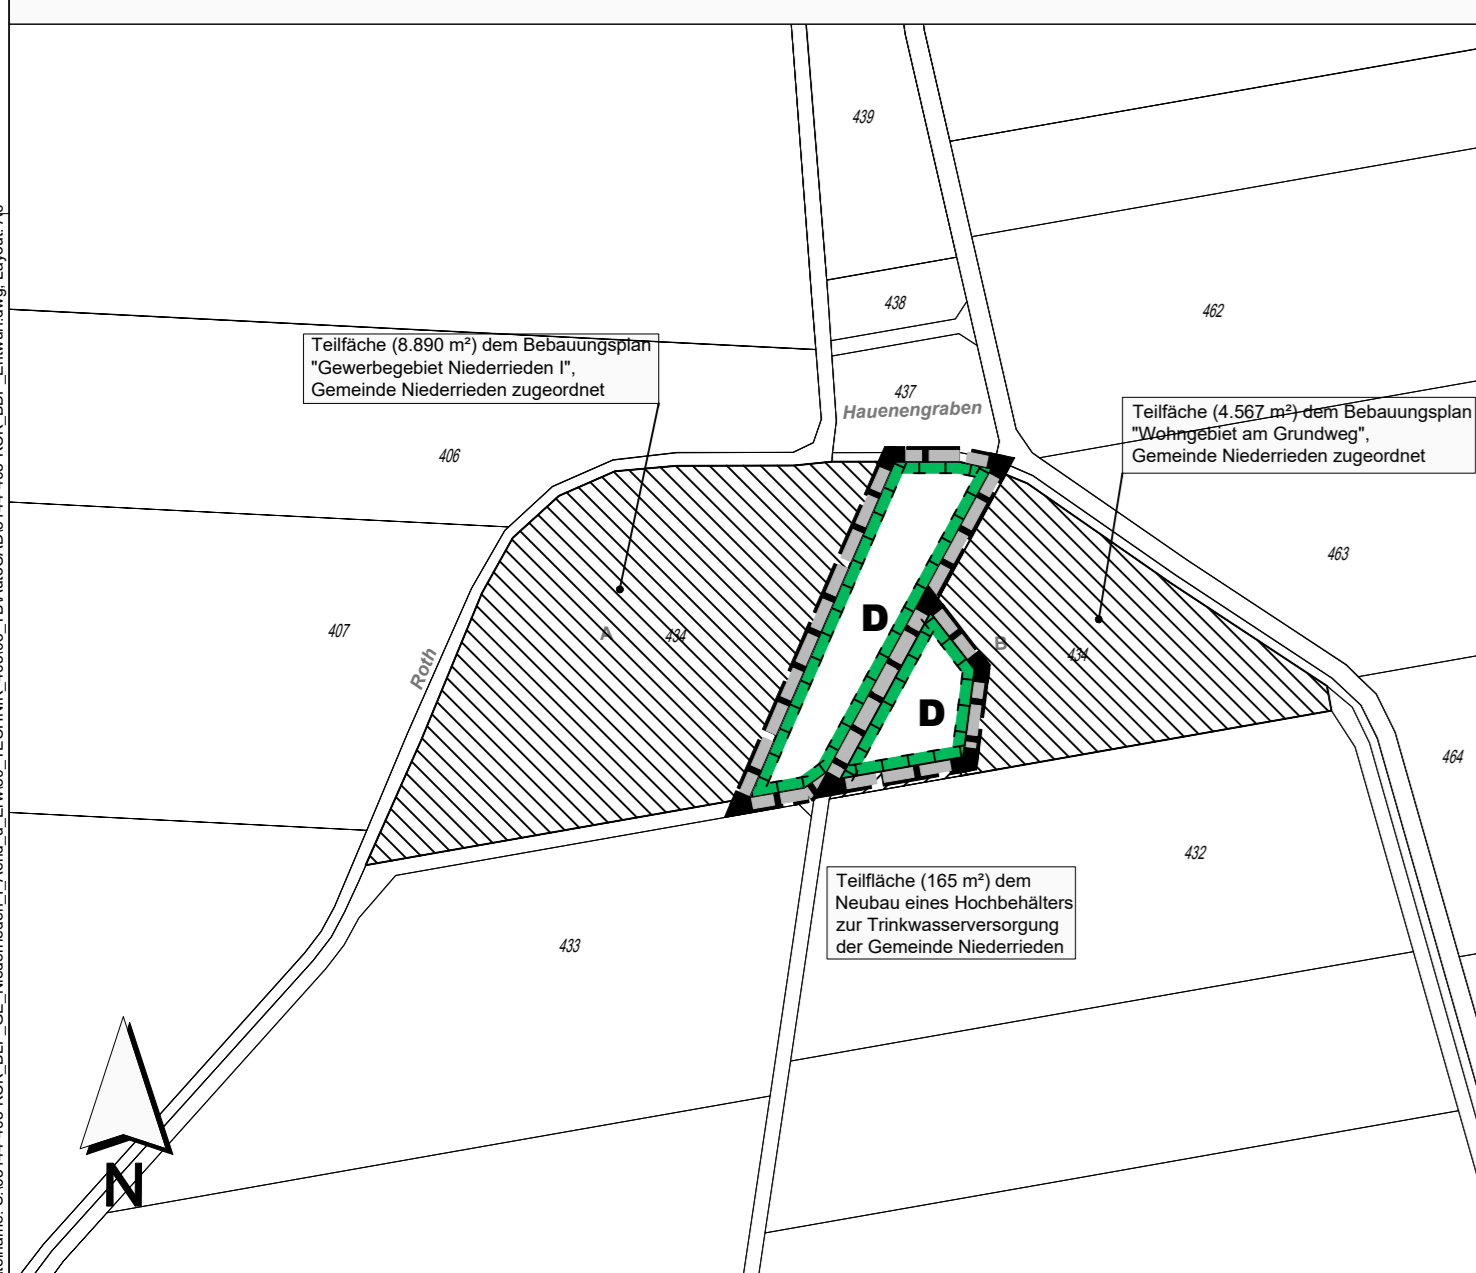 439
438
462
Teilfäche (8.890 m²) dem Bebauungsplan
"Gewerbegebiet Niederrieden I",
Gemeinde Niederrieden zugeordnet
437
Hauenengraben
Teilfäche (4.567 m²) dem Bebauungsplan
"Wohngebiet am Grundweg",
Gemeinde Niederrieden zugeordnet
406
463
407
A
434
D
B
434
Roth
D
464
432
Teilfläche (165 m²) dem
Neubau eines Hochbehälters
zur Trinkwasserversorgung
der Gemeinde Niederrieden
433
N